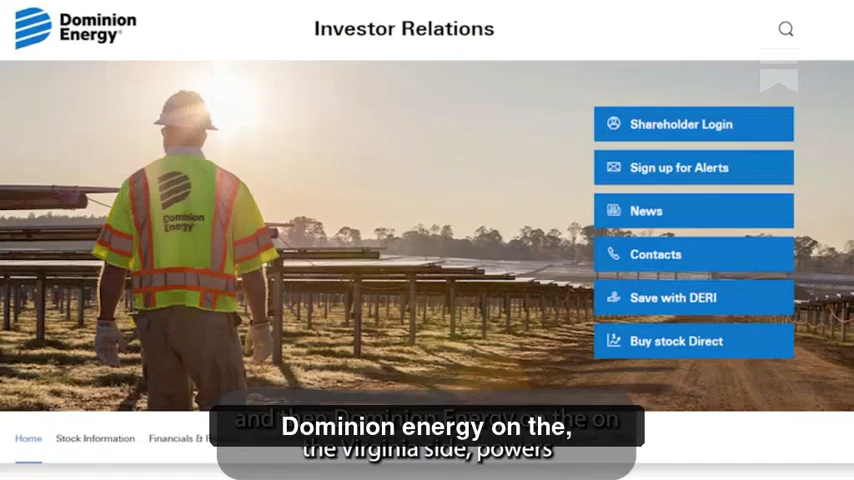 Dominion
Energy®
Investor Relations
Shareholder Login
Sign up for Alerts
News
Contacts
Save with DERI
Buy stock Direct
Dominion
Energy
Home
Stock Information
Financials &
and then Dominion Energy on the on
Dominion energy on the,
the Virginia side, powers